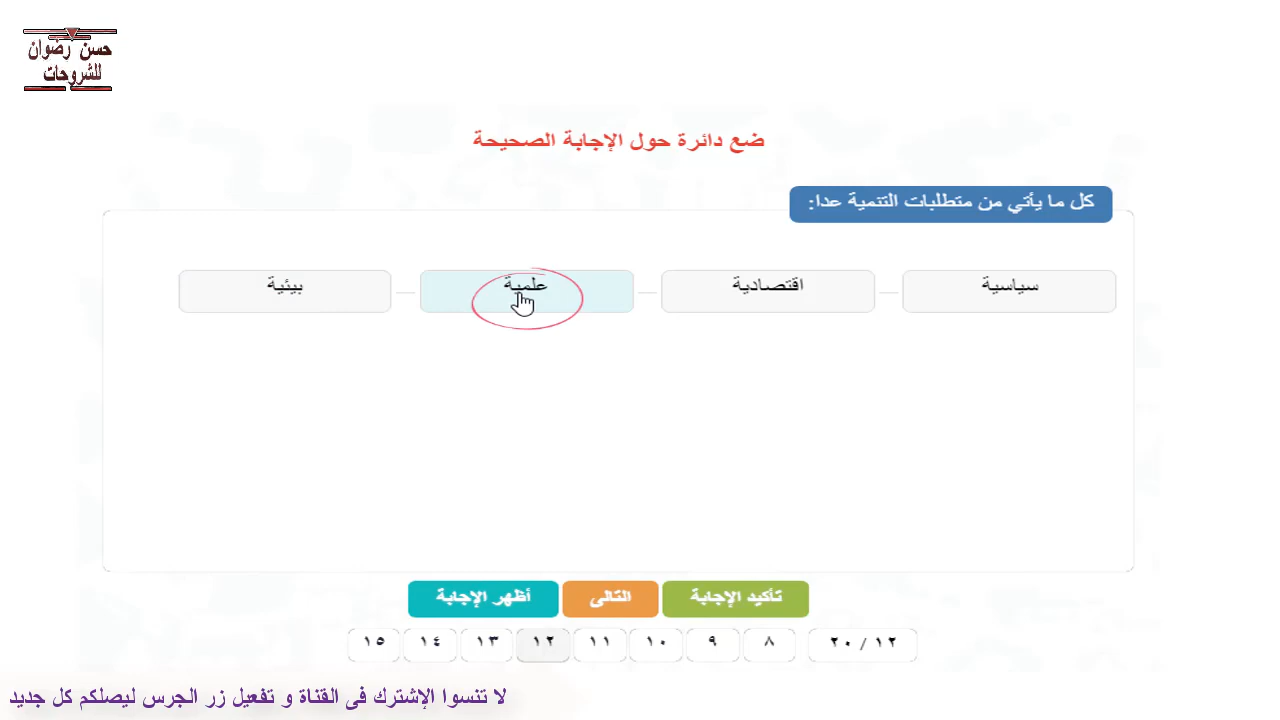 حسن رضوان
للشروحات
ضع دائرة حول الإجابة الصحيحة
كل ما يأتي من متطلبات التنمية عدا:
سياسية
اقتصادية
علمية
بيئية
تأكيد الإجابة
التالى
أظهر الإجابة
١٢ / ٢٠
٨
٩
١٠
١١
١٢
١٣
١٤
١٥
لا تنسوا الإشترك فى القناة و تفعيل زر الجرس ليصلكم كل جديد